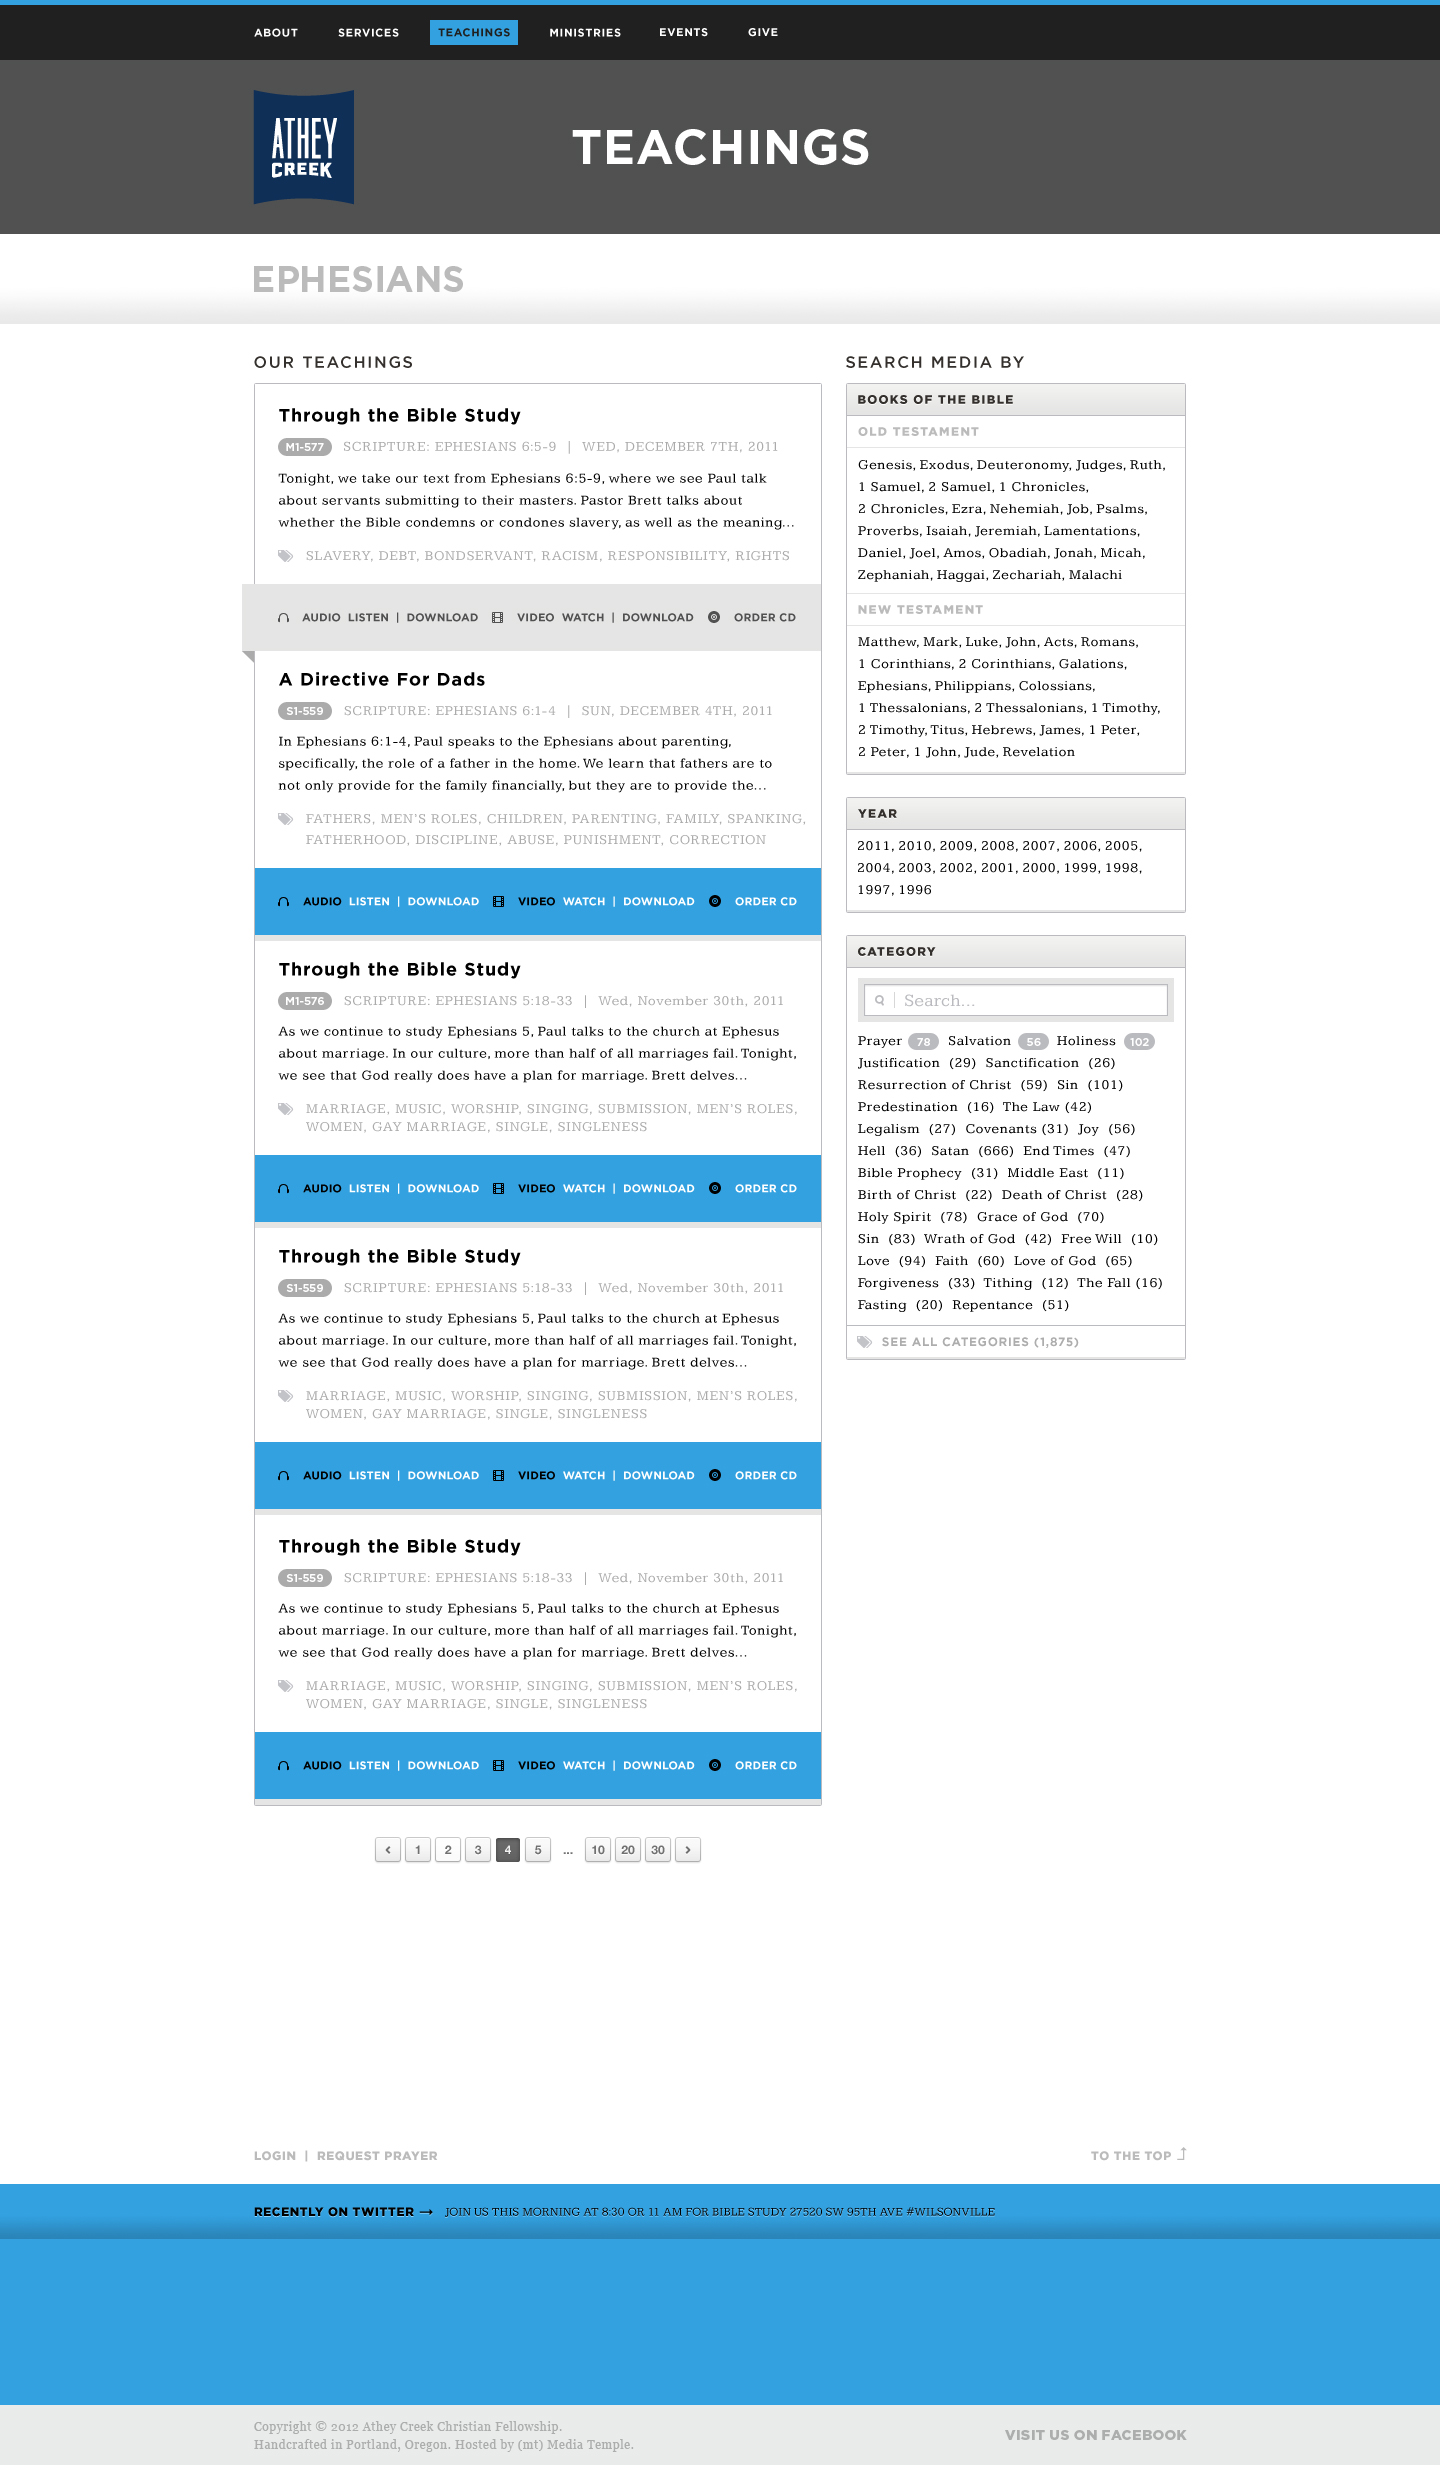 ABOUT SERVICES TEACHINGS MINISTRIES EVENTS GIVE
ATHEY
CREEK
TEACHINGS
EPHESIANS
OUR TEACHINGS
Through the Bible Study
M1-577 SCRIPTURE: EPHESIANS 6:5-9 | WED, DECEMBER 7TH, 2011
Tonight, we take our text from Ephesians 6:5-9, where we see Paul talk
about servants submitting to their masters. Pastor Brett talks about
whether the Bible condemns or condones slavery, as well as the meaning...
SLAVERY, DEBT, BONDSERVANT, RACISM, RESPONSIBILITY, RIGHTS
AUDIO LISTEN | DOWNLOAD VIDEO WATCH | DOWNLOAD ORDER CD
A Directive For Dads
S1-559 SCRIPTURE: EPHESIANS 6:1-4 | SUN, DECEMBER 4TH, 2011
In Ephesians 6:1-4, Paul speaks to the Ephesians about parenting,
specifically, the role of a father in the home. We learn that fathers are to
not only provide for the family financially, but they are to provide the...
FATHERS, MEN'S ROLES, CHILDREN, PARENTING, FAMILY, SPANKING,
FATHERHOOD, DISCIPLINE, ABUSE, PUNISHMENT, CORRECTION
AUDIO LISTEN | DOWNLOAD VIDEO WATCH | DOWNLOAD ORDER CD
Through the Bible Study
M1-576 SCRIPTURE: EPHESIANS 5:18-33 | Wed, November 30th, 2011
As we continue to study Ephesians 5, Paul talks to the church at Ephesus
about marriage. In our culture, more than half of all marriages fail. Tonight,
we see that God really does have a plan for marriage. Brett delves...
MARRIAGE, MUSIC, WORSHIP, SINGING, SUBMISSION, MEN'S ROLES,
WOMEN, GAY MARRIAGE, SINGLE, SINGLENESS
AUDIO LISTEN | DOWNLOAD VIDEO WATCH | DOWNLOAD ORDER CD
Through the Bible Study
S1-559 SCRIPTURE: EPHESIANS 5:18-33 | Wed, November 30th, 2011
As we continue to study Ephesians 5, Paul talks to the church at Ephesus
about marriage. In our culture, more than half of all marriages fail. Tonight,
we see that God really does have a plan for marriage. Brett delves...
MARRIAGE, MUSIC, WORSHIP, SINGING, SUBMISSION, MEN'S ROLES,
WOMEN, GAY MARRIAGE, SINGLE, SINGLENESS
AUDIO LISTEN | DOWNLOAD VIDEO WATCH | DOWNLOAD ORDER CD
Through the Bible Study
S1-559 SCRIPTURE: EPHESIANS 5:18-33 | Wed, November 30th, 2011
As we continue to study Ephesians 5, Paul talks to the church at Ephesus
about marriage. In our culture, more than half of all marriages fail. Tonight,
we see that God really does have a plan for marriage. Brett delves...
MARRIAGE, MUSIC, WORSHIP, SINGING, SUBMISSION, MEN'S ROLES,
WOMEN, GAY MARRIAGE, SINGLE, SINGLENESS
AUDIO LISTEN | DOWNLOAD VIDEO WATCH | DOWNLOAD ORDER CD
‹ 1 2 3 4 5 ... 10 20 30 ›
SEARCH MEDIA BY
BOOKS OF THE BIBLE
OLD TESTAMENT
Genesis, Exodus, Deuteronomy, Judges, Ruth,
1 Samuel, 2 Samuel, 1 Chronicles,
2 Chronicles, Ezra, Nehemiah, Job, Psalms,
Proverbs, Isaiah, Jeremiah, Lamentations,
Daniel, Joel, Amos, Obadiah, Jonah, Micah,
Zephaniah, Haggai, Zechariah, Malachi
NEW TESTAMENT
Matthew, Mark, Luke, John, Acts, Romans,
1 Corinthians, 2 Corinthians, Galations,
Ephesians, Philippians, Colossians,
1 Thessalonians, 2 Thessalonians, 1 Timothy,
2 Timothy, Titus, Hebrews, James, 1 Peter,
2 Peter, 1 John, Jude, Revelation
YEAR
2011, 2010, 2009, 2008, 2007, 2006, 2005,
2004, 2003, 2002, 2001, 2000, 1999, 1998,
1997, 1996
CATEGORY
Search...
Prayer 78 Salvation 56 Holiness 102
Justification (29) Sanctification (26)
Resurrection of Christ (59) Sin (101)
Predestination (16) The Law (42)
Legalism (27) Covenants (31) Joy (56)
Hell (36) Satan (666) End Times (47)
Bible Prophecy (31) Middle East (11)
Birth of Christ (22) Death of Christ (28)
Holy Spirit (78) Grace of God (70)
Sin (83) Wrath of God (42) Free Will (10)
Love (94) Faith (60) Love of God (65)
Forgiveness (33) Tithing (12) The Fall (16)
Fasting (20) Repentance (51)
SEE ALL CATEGORIES (1,875)
LOGIN | REQUEST PRAYER TO THE TOP
RECENTLY ON TWITTER → JOIN US THIS MORNING AT 8:30 OR 11 AM FOR BIBLE STUDY 27520 SW 95TH AVE #WILSONVILLE
Copyright © 2012 Athey Creek Christian Fellowship.
Handcrafted in Portland, Oregon. Hosted by (mt) Media Temple.
VISIT US ON FACEBOOK